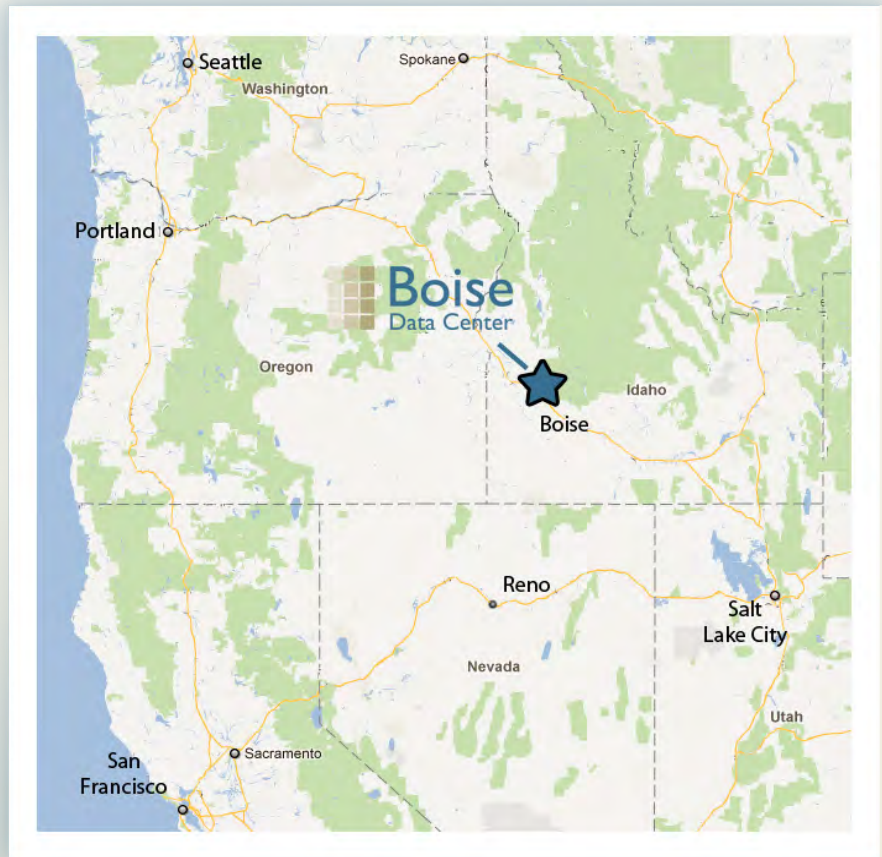 Seattle
Spokane
Washington
Portland
Boise
Data Center
Oregon
Idaho
Boise
Reno
Salt
Lake City
Nevada
Utah
Sacramento
San
Francisco